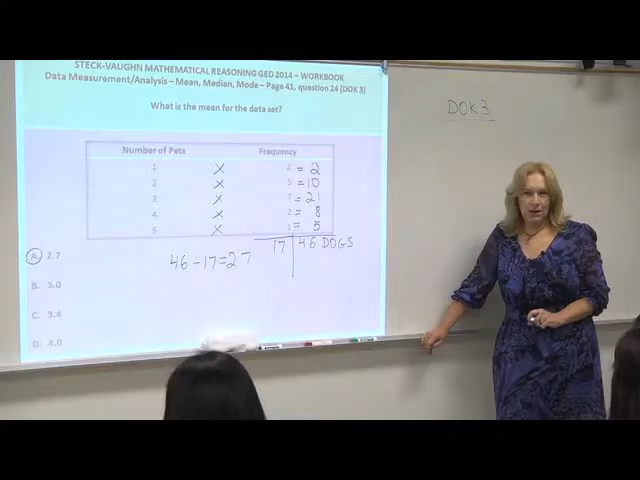 STECK-VAUGHN MATHEMATICAL REASONING GED 2014 – WORKBOOK
Data Measurement/Analysis – Mean, Median, Mode – Page 41, question 24 (DOK 3)
DOK3
What is the mean for the data set?
Number of Pets Frequency
1 X 2 = 2
2 X 5 = 10
3 X 7 = 21
4 X 2 = 8
5 X 1 = 5
17 46 DOGS
46 ÷ 17 = 2 7
A. 2.7
B. 3.0
C. 3.4
D. 4.0